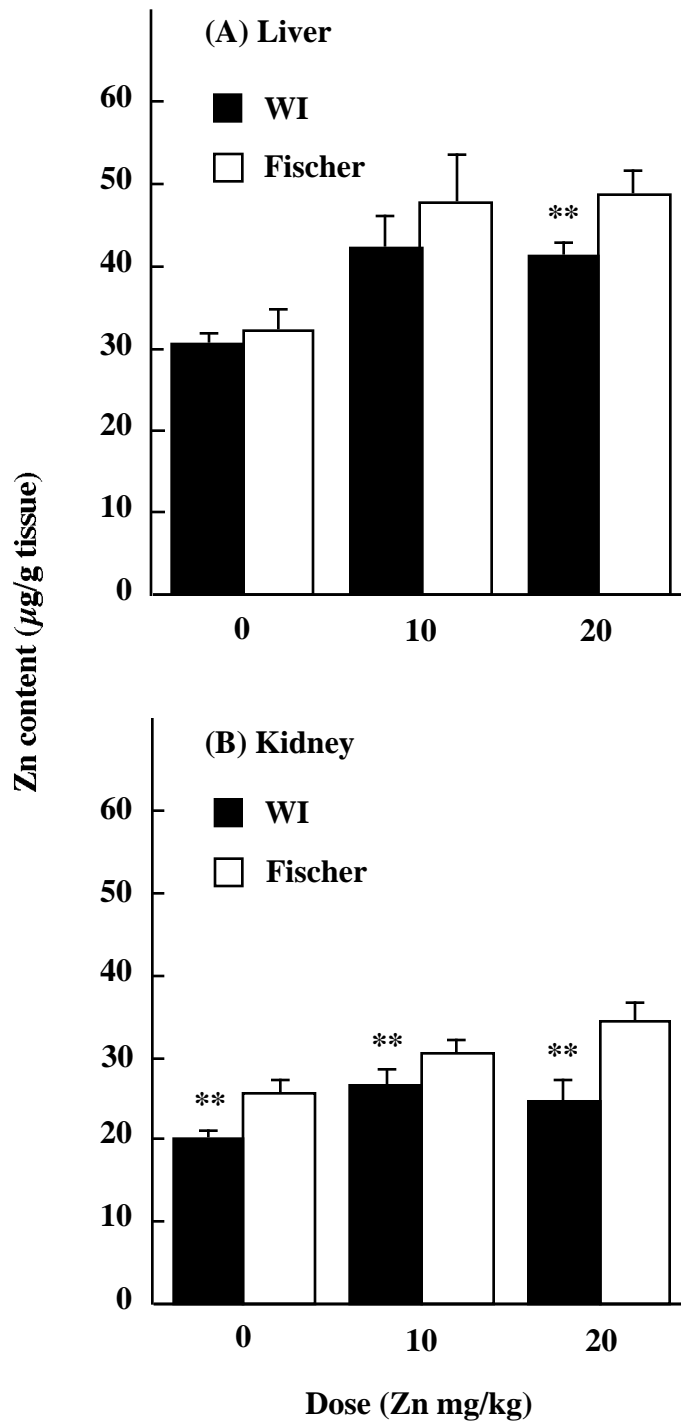 (A) Liver
WI
Fischer
60
50
40
30
20
10
0
**
0 10 20
Zn content (µg/g tissue)
(B) Kidney
WI
Fischer
60
50
40
30
20
10
0
** ** **
0 10 20
Dose (Zn mg/kg)